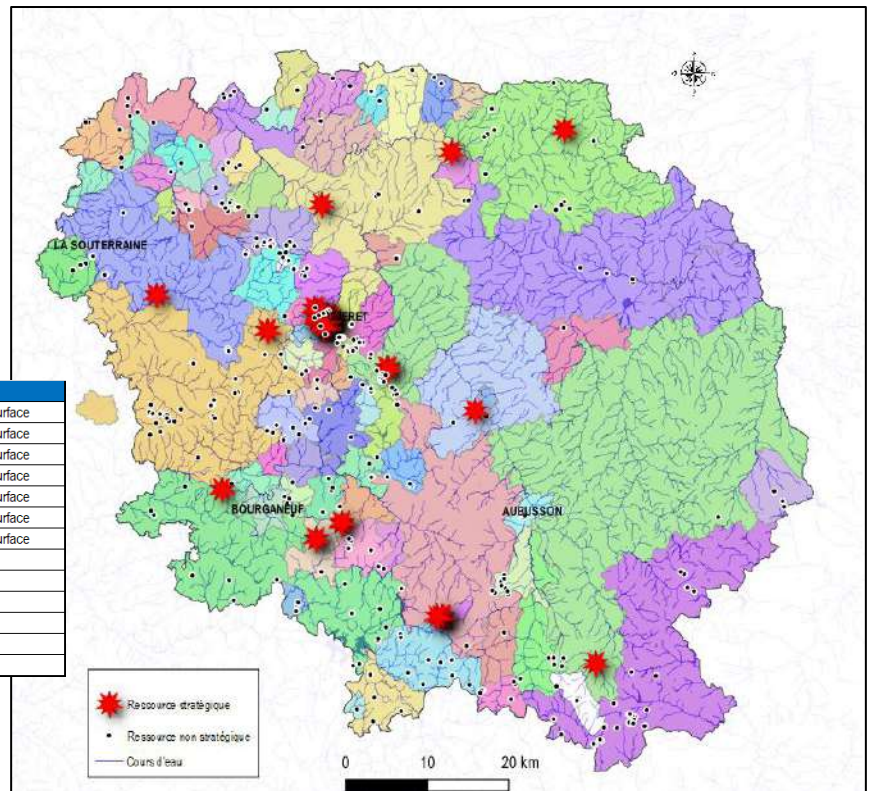 LA SOUTERRAINE
GUERET
urface
urface
urface
urface
urface
urface
urface
BOURGANEUF
AUBUSSON
Ressource stratégique
Ressource non stratégique
Cours d'eau
0 10 20 km